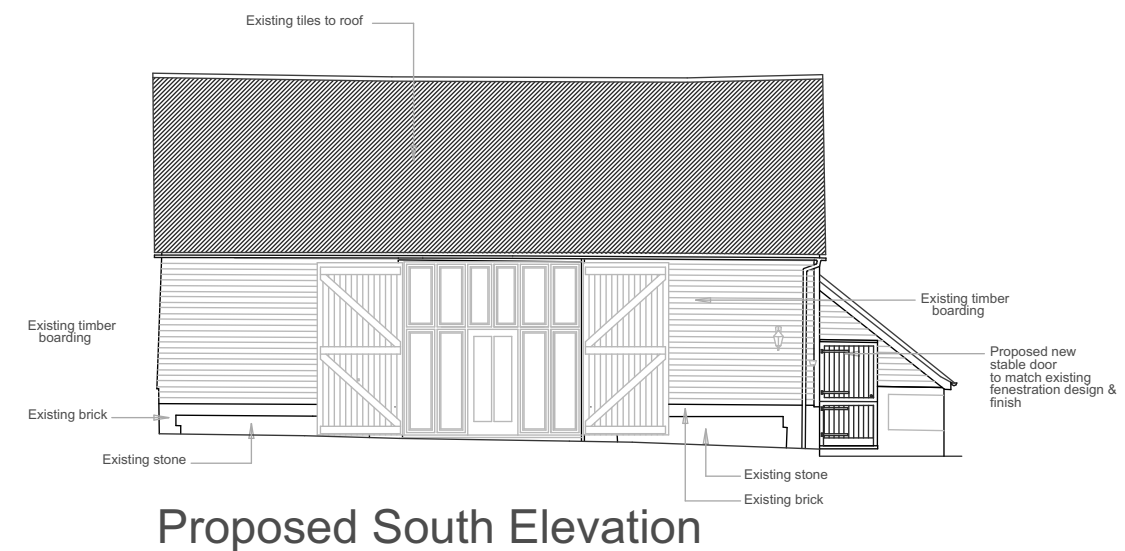 Existing tiles to roof
Existing timber
boarding
Existing timber
boarding
Proposed new
stable door
to match existing
fenestration design &
finish
Existing brick
Existing stone
Existing stone
Existing brick
Proposed South Elevation